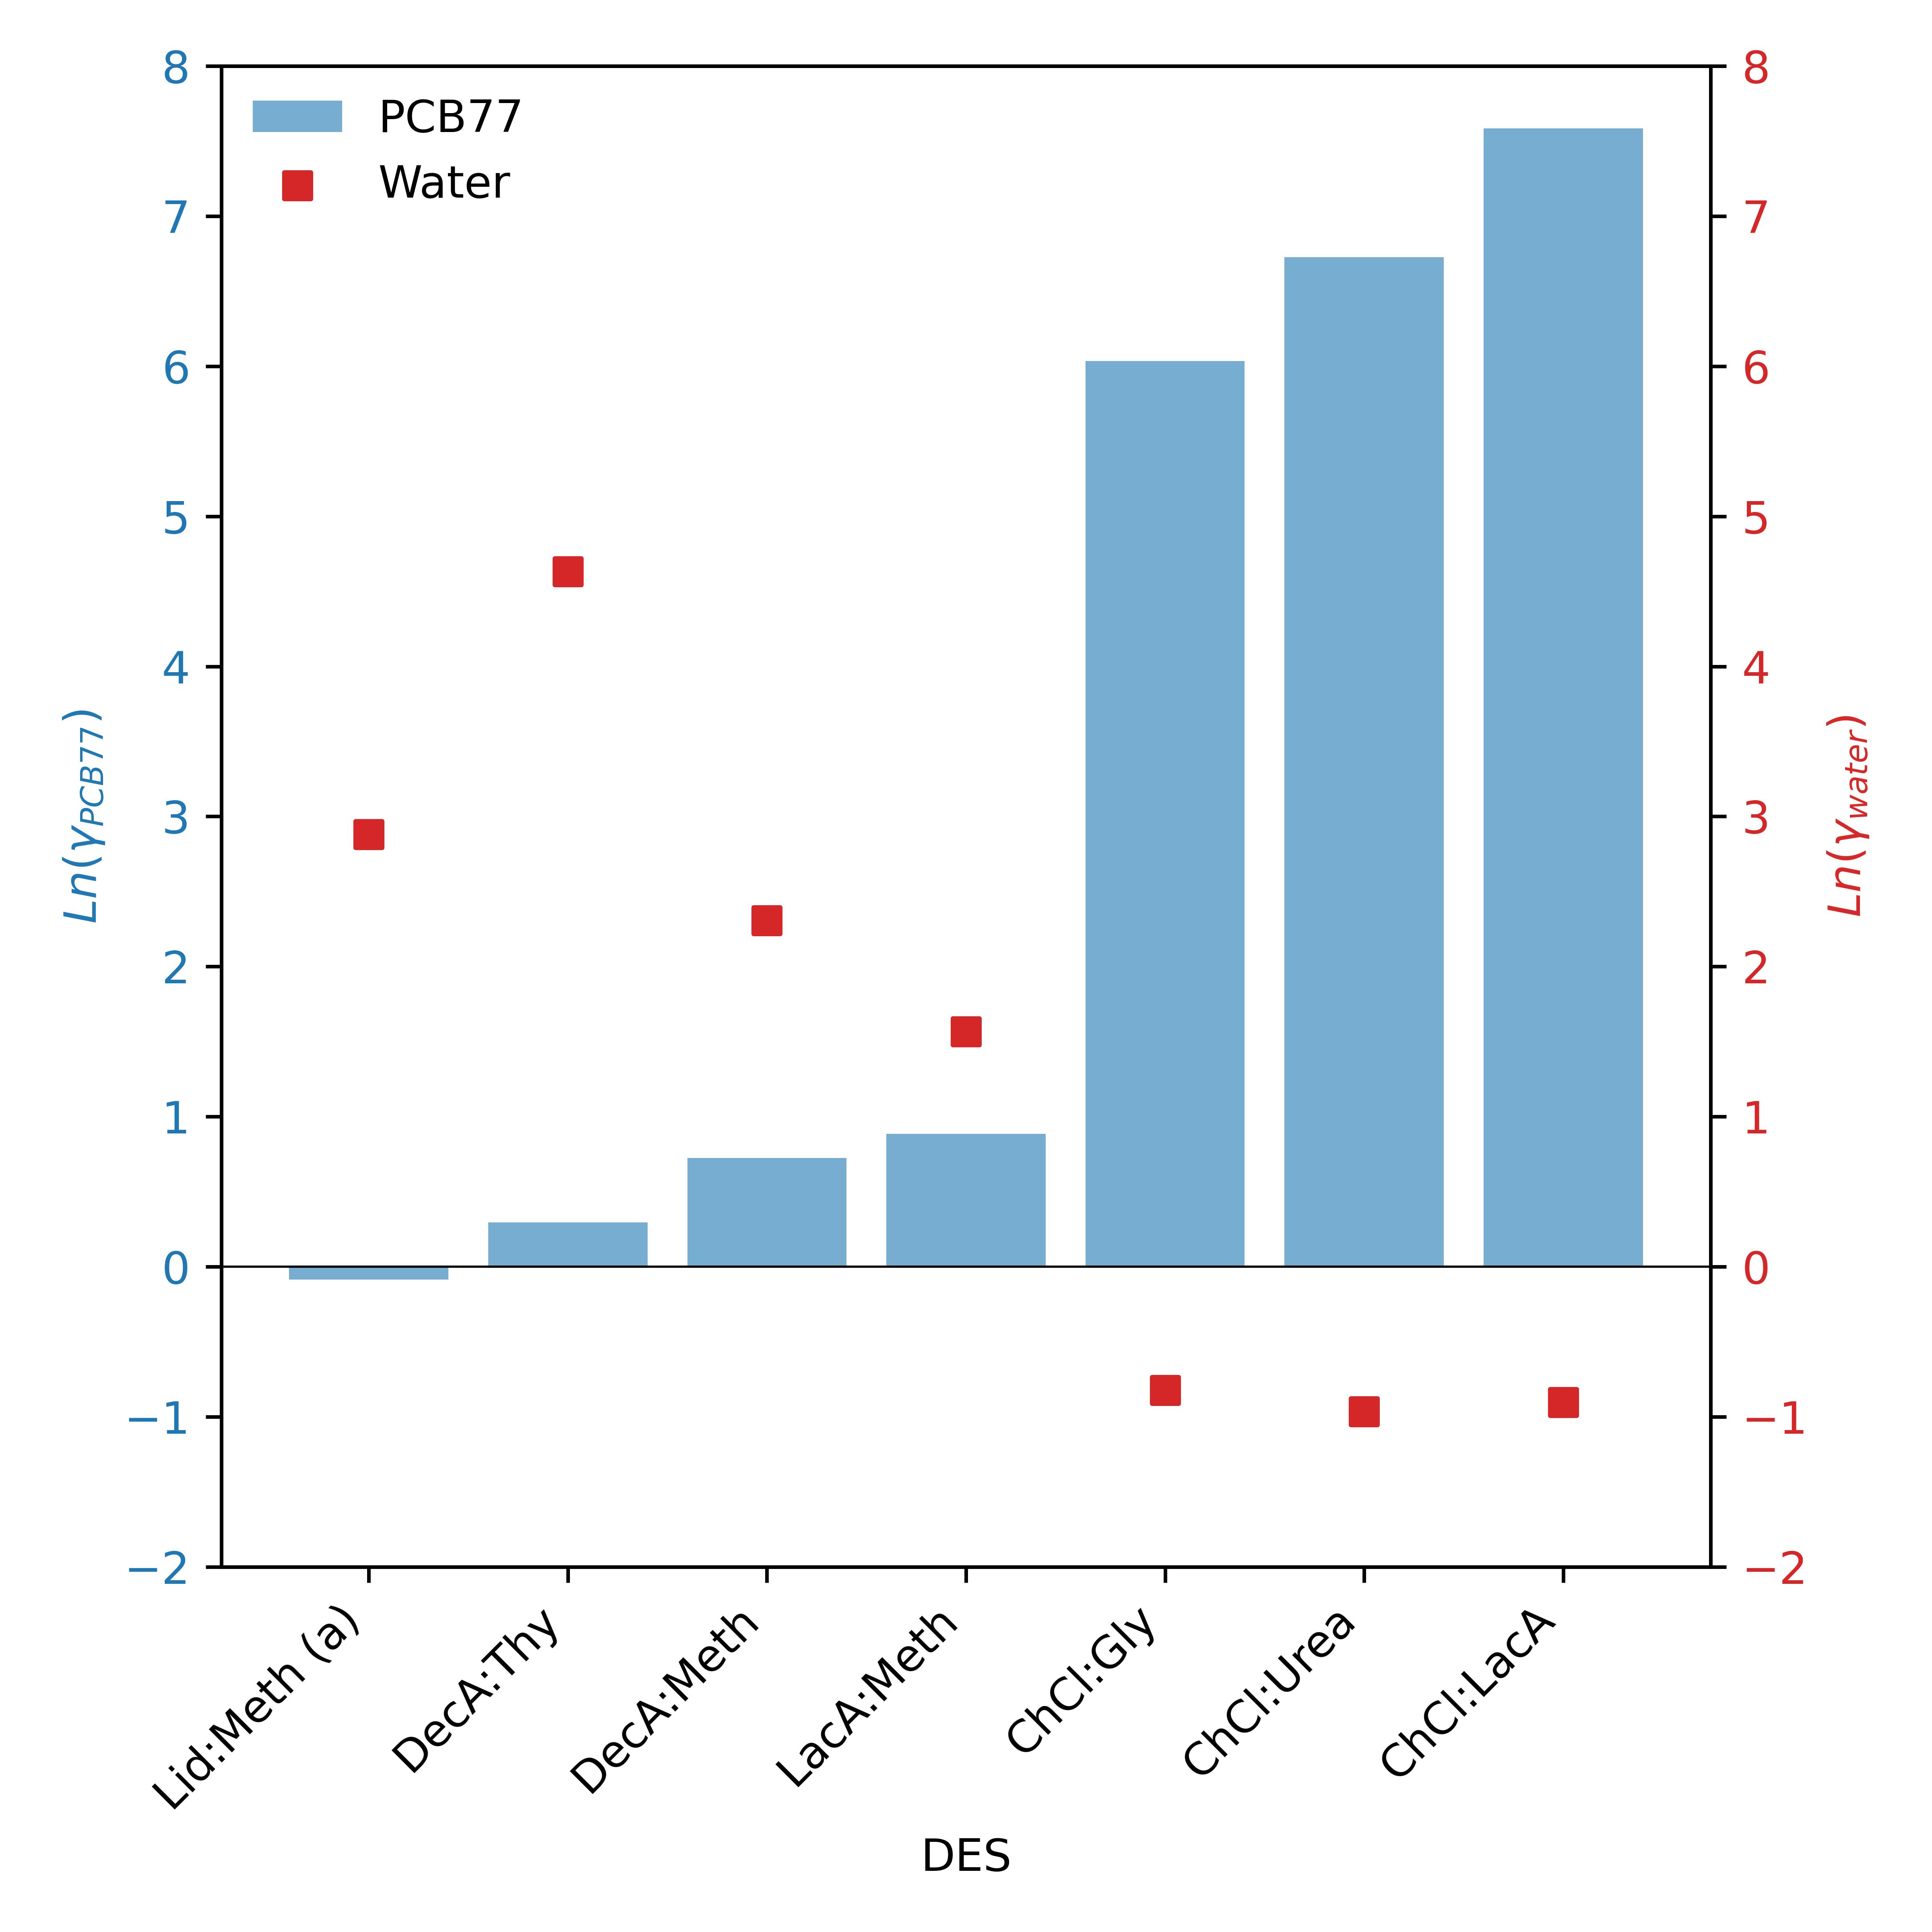 PCB77
Water
8
7
6
5
4
3
2
1
0
−1
−2
Ln(γPCB77)
8
7
6
5
4
3
2
1
0
−1
−2
Ln(γwater)
Lid:Meth (a)
DecA:Thy
DecA:Meth
LacA:Meth
ChCl:Gly
ChCl:Urea
ChCl:LacA
DES